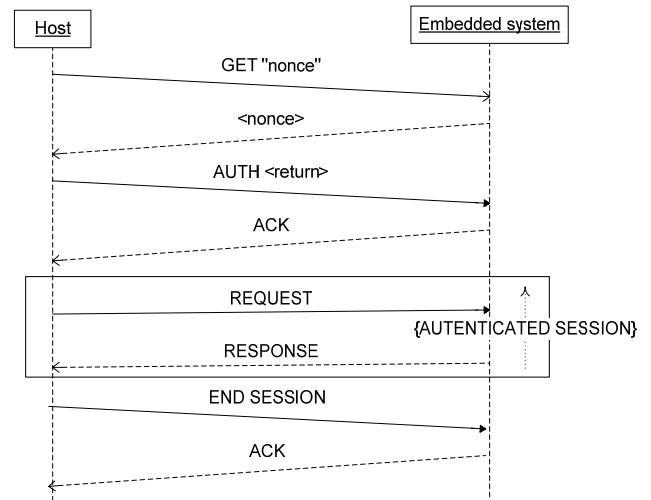 Host
Embedded system
GET "nonce"
<nonce>
AUTH <return>
ACK
REQUEST
{AUTENTICATED SESSION}
RESPONSE
END SESSION
ACK